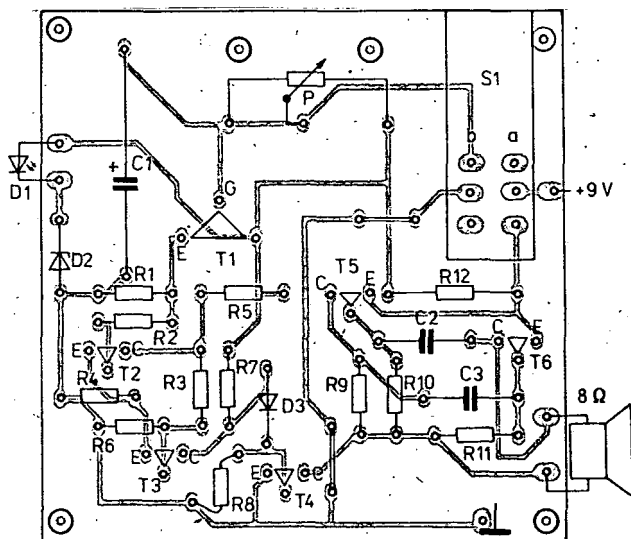 S1
P
b a
C1
+
D1
G
+9V
E
T1
D2
R1
T5
R12
C E
R5
R2
C2
C E
T6
E C
T2
R4
R3
R7
R9
R10
C3
8 Ω
D3
R6
R11
E C
T3
E C
R8
T4